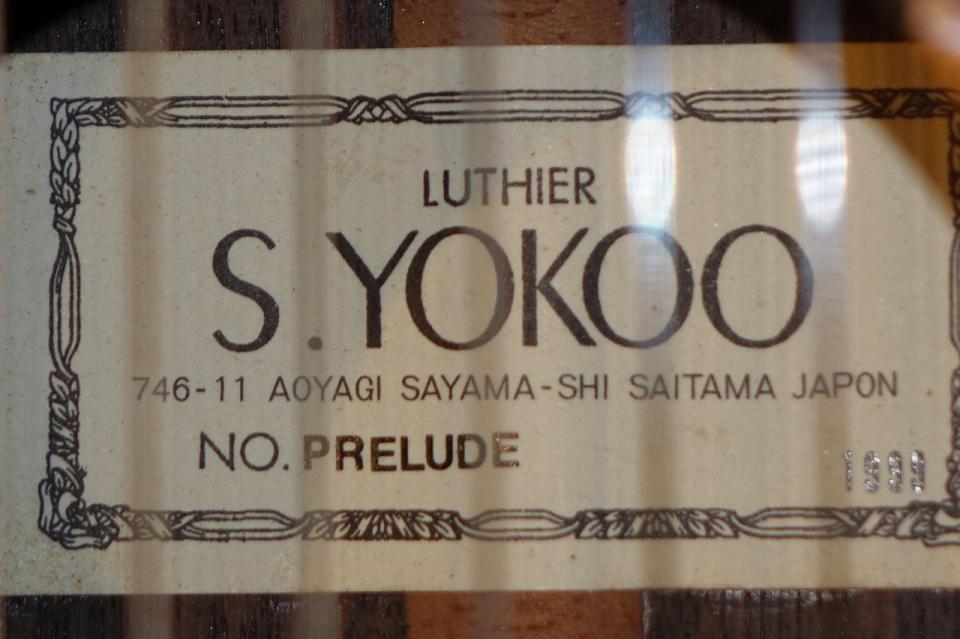 LUTHIER
S.YOKOO
746-11 AOYAGI SAYAMA-SHI SAITAMA JAPON
NO. PRELUDE
1999